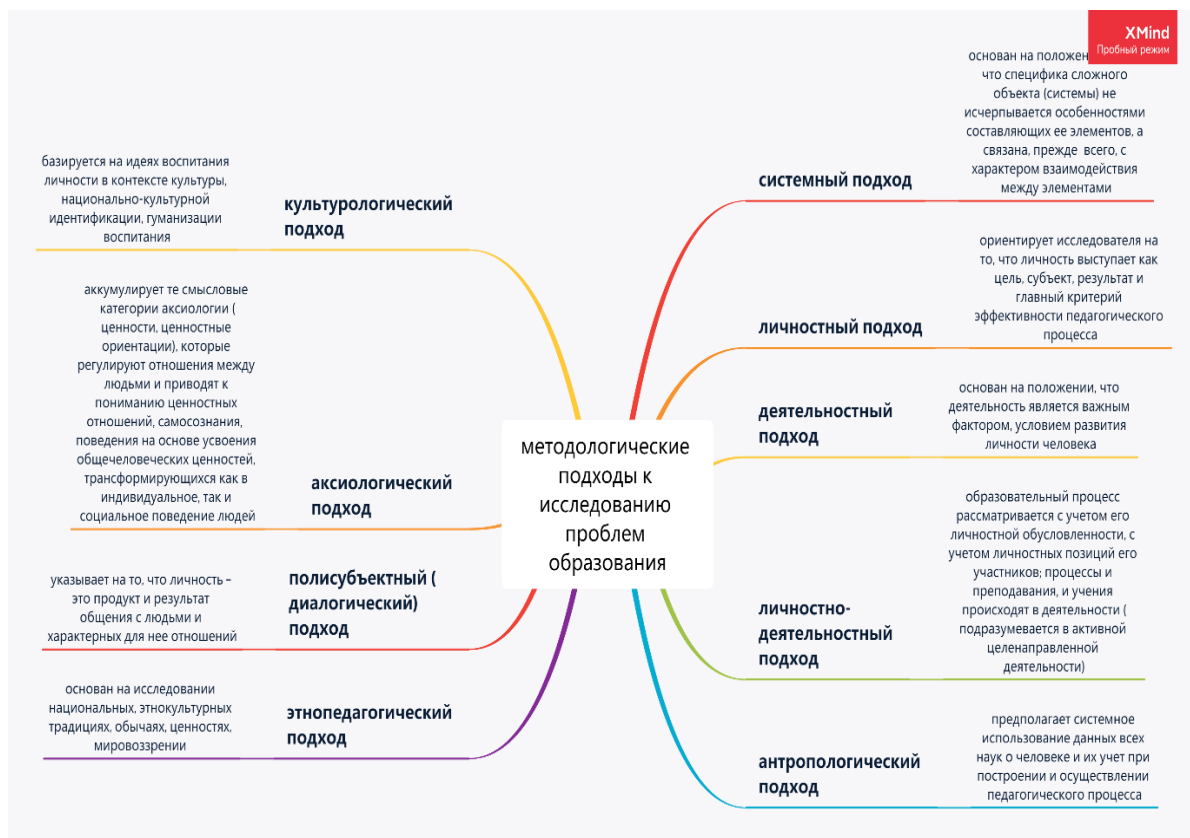 XMind
Пробный режим
методологические
подходы к
исследованию
проблем
образования
системный подход
основан на
что специфика сложного
объекта (системы) не
исчерпывается особенностями
составляющих ее элементов, а
связана, прежде всего, с
характером взаимодействия
между элементами
личностный подход
ориентирует исследователя на
то, что личность выступает как
цель, субъект, результат и
главный критерий
эффективности педагогического
процесса
деятельностный
подход
основан на положении, что
деятельность является важным
фактором, условием развития
личности человека
личностно-
деятельностный
подход
образовательный процесс
рассматривается с учетом его
личностной обусловленности, с
учетом личностных позиций его
участников; процессы и
преподавания, и учения
происходят в деятельности (
подразумевается в активной
целенаправленной
деятельности)
антропологический
подход
предполагает системное
использование данных всех
наук о человеке и их учет при
построении и осуществлении
педагогического процесса
культурологический
подход
базируется на идеях воспитания
личности в контексте культуры,
национально-культурной
идентификации, гуманизации
воспитания
аксиологический
подход
аккумулирует те смысловые
категории аксиологии (
ценности, ценностные
ориентации), которые
регулируют отношения между
людьми и приводят к
пониманию ценностных
отношений, самосознания,
поведения на основе усвоения
общечеловеческих ценностей,
трансформирующихся как в
индивидуальное, так и
социальное поведение людей
полисубъектный (
диалогический)
подход
указывает на то, что личность –
это продукт и результат
общения с людьми и
характерных для нее отношений
этнопедагогический
подход
основан на исследовании
национальных, этнокультурных
традициях, обычаях, ценностях,
мировоззрении